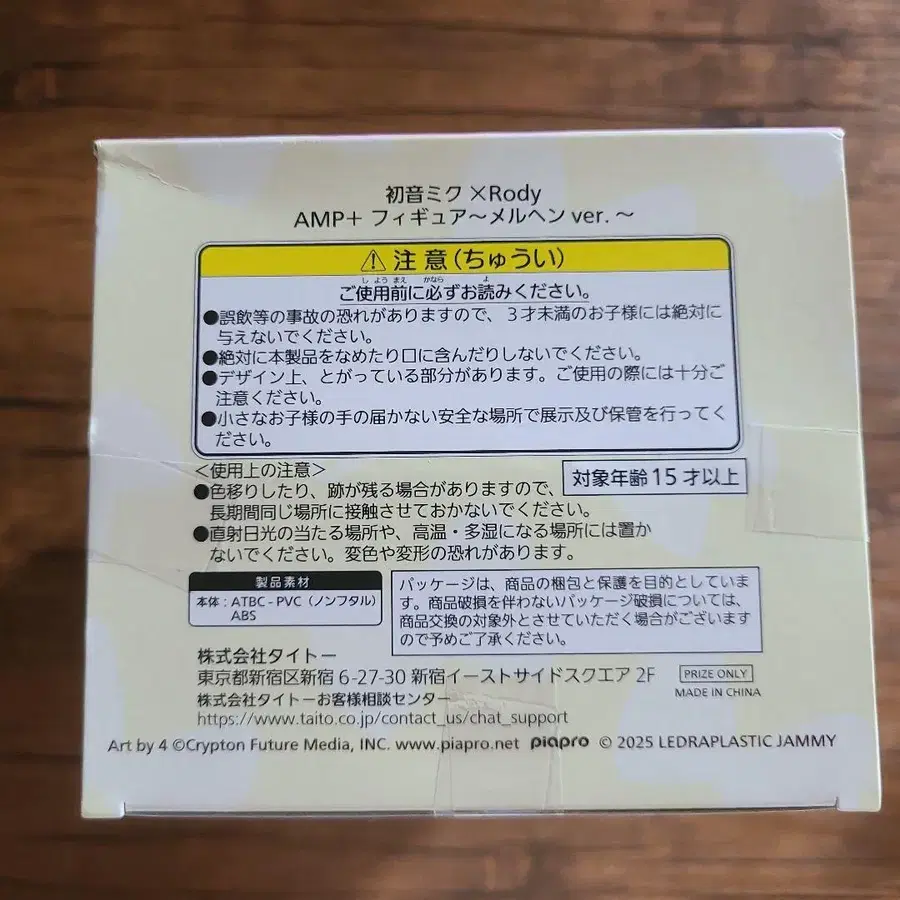 初音ミク×Rody
AMP+ フィギュア～メルヘン ver.～
⚠注意(ちゅうい)
しようまえ かなら よ
ご使用前に必ずお読みください。
●誤飲等の事故の恐れがありますので、３才未満のお子様には絶対に
与えないでください。
●絶対に本製品をなめたり口に含んだりしないでください。
●デザイン上、とがっている部分があります。ご使用の際には十分ご
注意ください。
●小さなお子様の手の届かない安全な場所で展示及び保管を行ってく
ださい。
＜使用上の注意＞
対象年齢15才以上
●色移りしたり、跡が残る場合がありますので、
長期間同じ場所に接触させておかないでください。
●直射日光の当たる場所や、高温・多湿になる場所には置か
ないでください。変色や変形の恐れがあります。
製品素材
本体：ATBC-PVC（ノンフタル）
ABS
パッケージは、商品の梱包と保護を目的としていま
す。商品破損を伴わないパッケージ破損については、
商品交換の対象外とさせていただく場合がございます
ので予めご了承ください。
株式会社タイトー
東京都新宿区新宿 6-27-30 新宿イーストサイドスクエア 2F
PRIZE ONLY
MADE IN CHINA
株式会社タイトーお客様相談センター
https://www.taito.co.jp/contact_us/chat_support
Art by 4 ©Crypton Future Media, INC. www.piapro.net piapro © 2025 LEDRAPLASTIC JAMMY